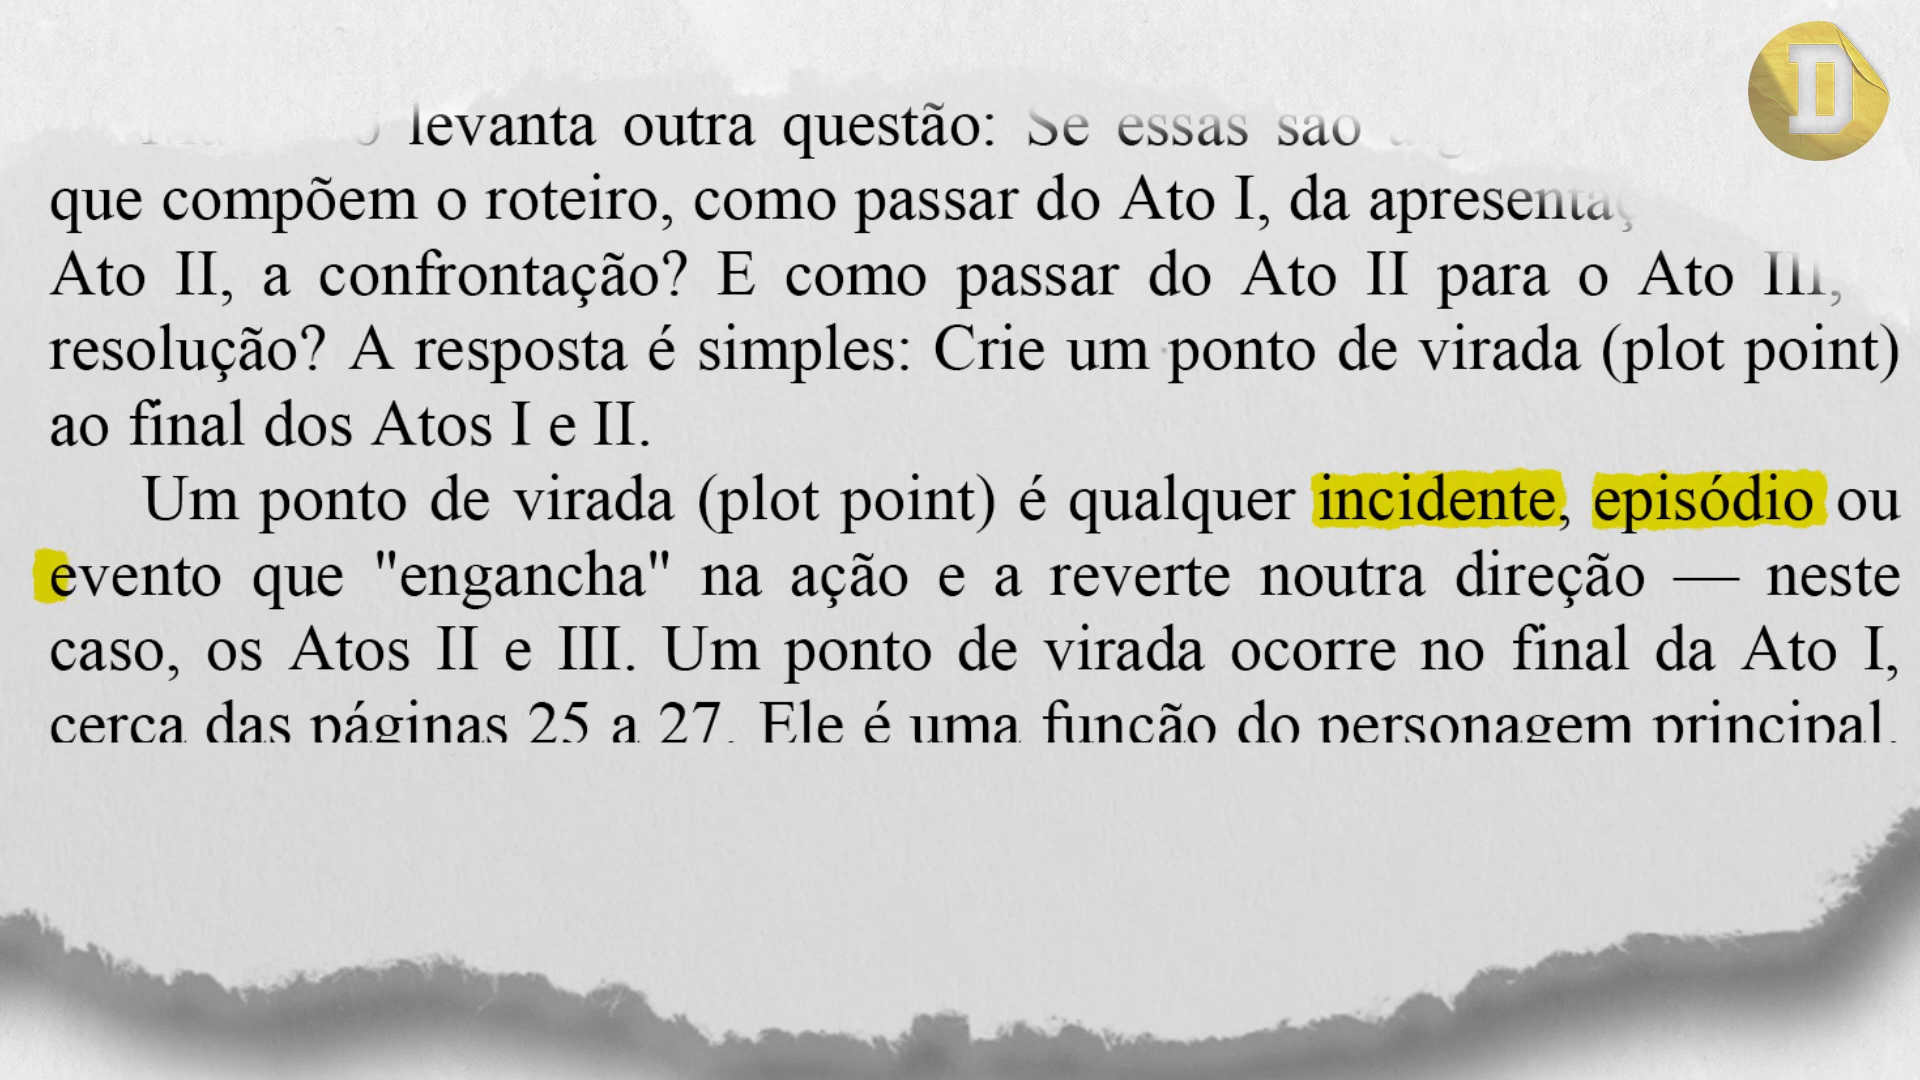 levanta outra questão: Se essas são
que compõem o roteiro, como passar do Ato I, da
Ato II, a confrontação? E como passar do Ato II para o Ato III,
resolução? A resposta é simples: Crie um ponto de virada (plot point)
ao final dos Atos I e II.
Um ponto de virada (plot point) é qualquer incidente, episódio ou
evento que "engancha" na ação e a reverte noutra direção — neste
caso, os Atos II e III. Um ponto de virada ocorre no final da Ato I,
cerca das páginas 25 a 27. Ele é uma função do personagem principal.
D